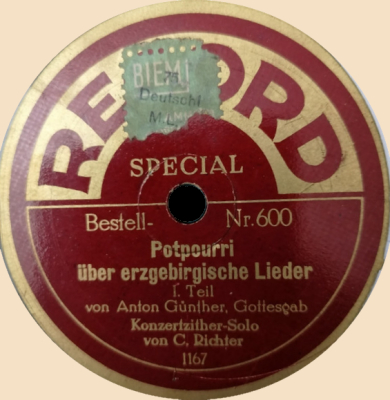 RECORD
BIEM
75
Deutschl
SPECIAL
Bestell- Nr. 600
Potpourri
über erzgebirgische Lieder
I. Teil
von Anton Günther, Gottesgab
Konzertzither-Solo
von C. Richter
1167